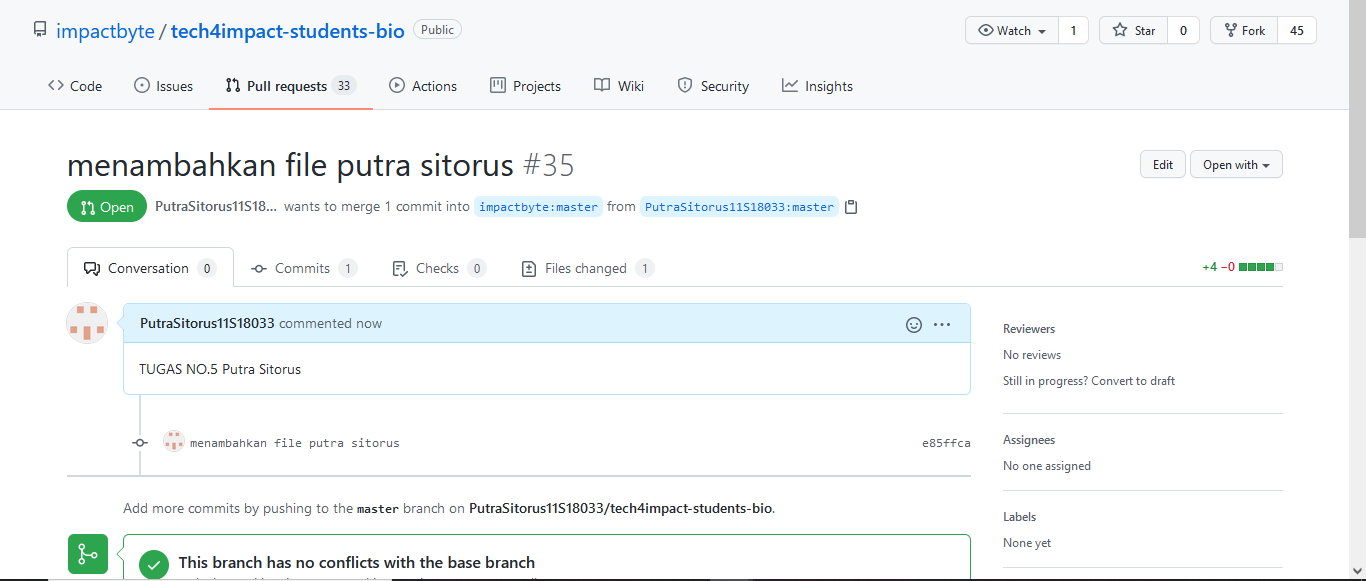 impactbyte / tech4impact-students-bio Public Watch 1 Star 0 Fork 45
Code Issues Pull requests 33 Actions Projects Wiki Security Insights
menambahkan file putra sitorus #35 Edit Open with
Open PutraSitorus11S18... wants to merge 1 commit into impactbyte:master from PutraSitorus11S18033:master
Conversation 0 Commits 1 Checks 0 Files changed 1 +4 −0
PutraSitorus11S18033 commented now
TUGAS NO.5 Putra Sitorus
menambahkan file putra sitorus e85ffca
Add more commits by pushing to the master branch on PutraSitorus11S18033/tech4impact-students-bio.
This branch has no conflicts with the base branch
Reviewers
No reviews
Still in progress? Convert to draft
Assignees
No one assigned
Labels
None yet